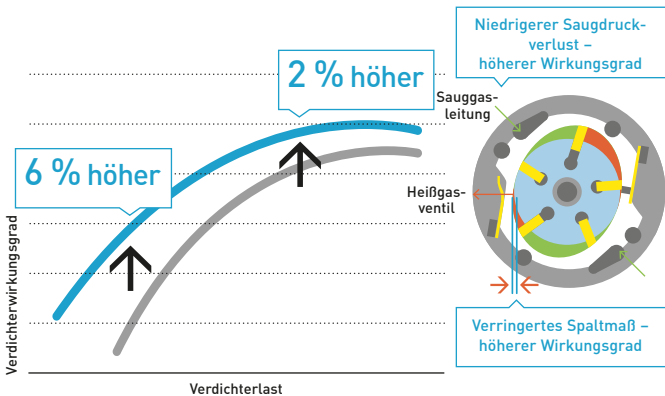 Niedrigerer Saugdruck-
verlust –
höherer Wirkungsgrad
2 % höher
Sauggas-
leitung
6 % höher
Heißgas-
ventil
Verdichterwirkungsgrad
Verringertes Spaltmaß –
höherer Wirkungsgrad
Verdichterlast